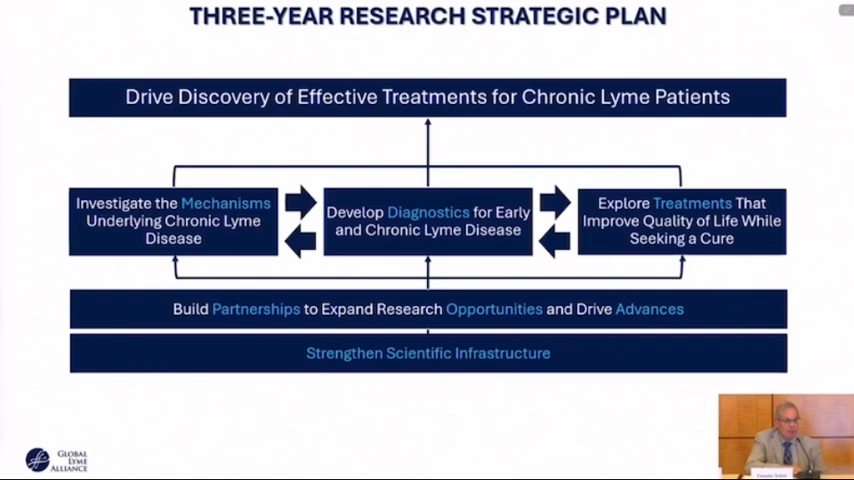 THREE-YEAR RESEARCH STRATEGIC PLAN
Drive Discovery of Effective Treatments for Chronic Lyme Patients
Investigate the Mechanisms
Underlying Chronic Lyme
Disease
Develop Diagnostics for Early
and Chronic Lyme Disease
Explore Treatments That
Improve Quality of Life While
Seeking a Cure
Build Partnerships to Expand Research Opportunities and Drive Advances
Strengthen Scientific Infrastructure
GLOBAL
LYME
ALLIANCE